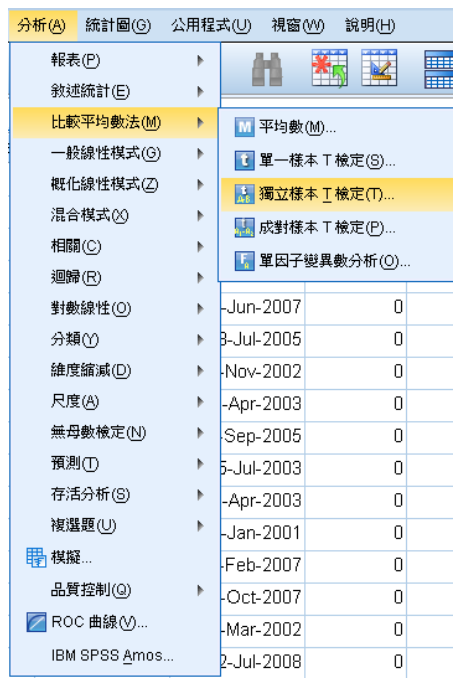 分析(A) 統計圖(G) 公用程式(U) 視窗(W) 說明(H)
報表(P)
敘述統計(E)
比較平均數法(M)
一般線性模式(G)
概化線性模式(Z)
混合模式(X)
相關(C)
迴歸(R)
對數線性(O)
分類(Y)
維度縮減(D)
尺度(A)
無母數檢定(N)
預測(T)
存活分析(S)
複選題(U)
模擬...
品質控制(Q)
ROC 曲線(V)...
IBM SPSS Amos...
平均數(M)...
單一樣本 T 檢定(S)...
獨立樣本 T 檢定(T)...
成對樣本 T 檢定(P)...
單因子變異數分析(O)...
-Jun-2007 0
-Jul-2005 0
-Nov-2002 0
-Apr-2003 0
-Sep-2005 0
-Jul-2003 0
-Apr-2003 0
-Jan-2001 0
-Feb-2007 0
-Oct-2007 0
-Mar-2002 0
2-Jul-2008 0